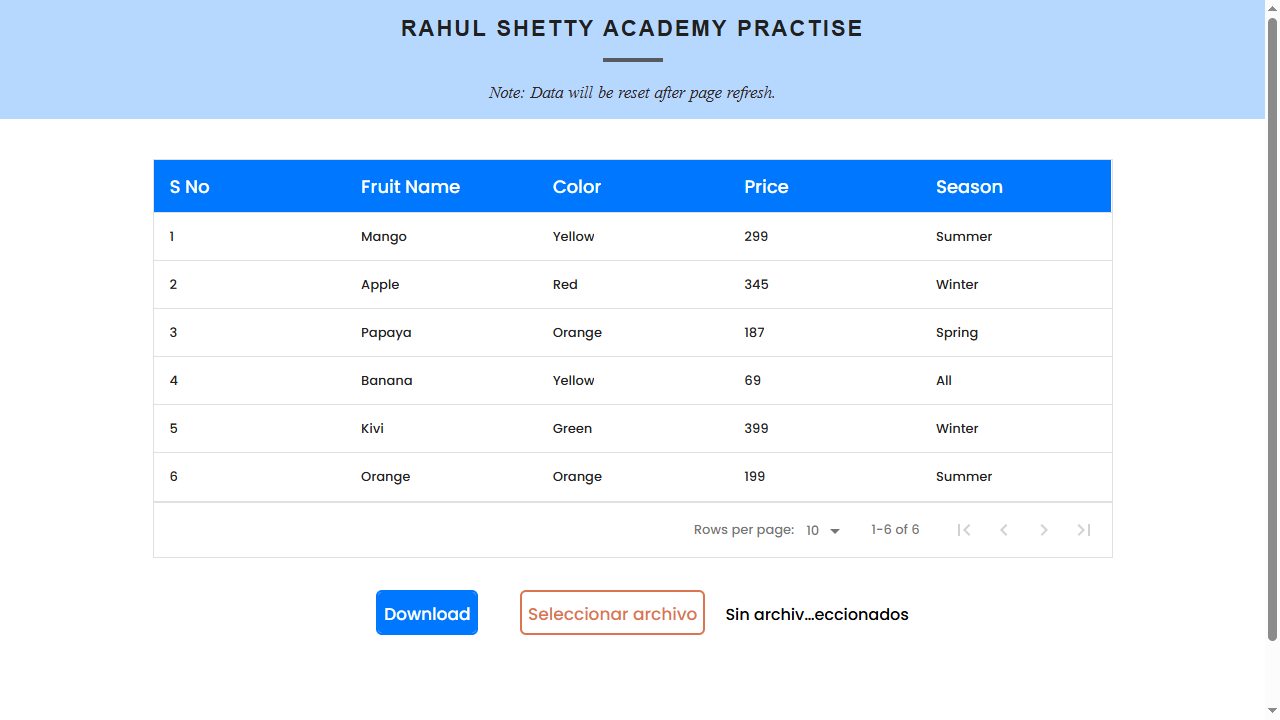 RAHUL SHETTY ACADEMY PRACTISE
Note: Data will be reset after page refresh.
S No Fruit Name Color Price Season
1 Mango Yellow 299 Summer
2 Apple Red 345 Winter
3 Papaya Orange 187 Spring
4 Banana Yellow 69 All
5 Kivi Green 399 Winter
6 Orange Orange 199 Summer
Rows per page: 10 1-6 of 6
Download Seleccionar archivo Sin archiv...eccionados